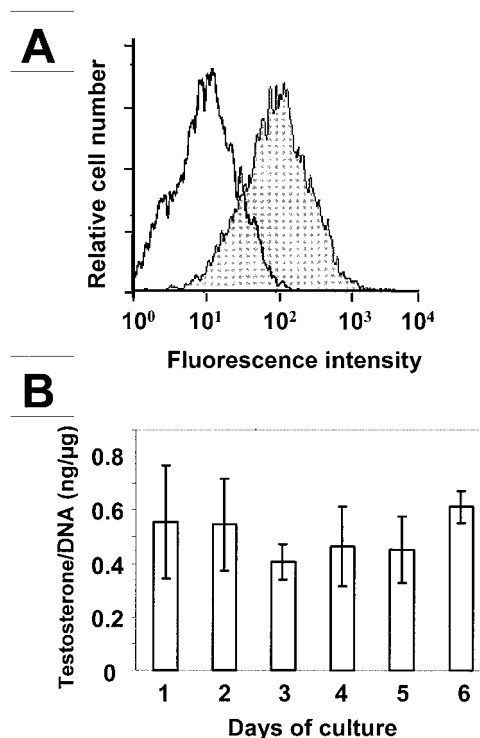 A
Relative cell number
10⁰ 10¹ 10² 10³ 10⁴
Fluorescence intensity
B
Testosterone/DNA (ng/µg)
0.8
0.6
0.4
0.2
0
1 2 3 4 5 6
Days of culture